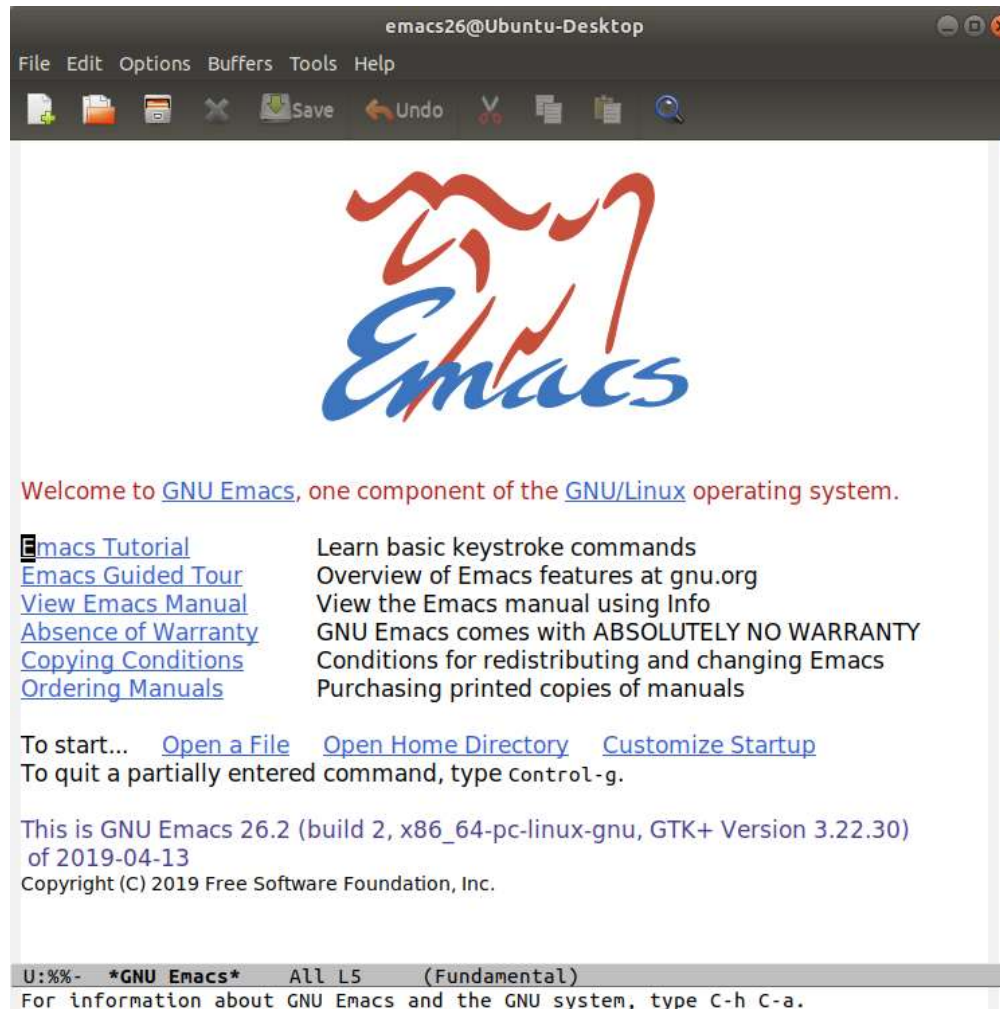 emacs26@Ubuntu-Desktop
File Edit Options Buffers Tools Help
Save Undo
Emacs
Welcome to GNU Emacs, one component of the GNU/Linux operating system.
Emacs Tutorial Learn basic keystroke commands
Emacs Guided Tour Overview of Emacs features at gnu.org
View Emacs Manual View the Emacs manual using Info
Absence of Warranty GNU Emacs comes with ABSOLUTELY NO WARRANTY
Copying Conditions Conditions for redistributing and changing Emacs
Ordering Manuals Purchasing printed copies of manuals
To start... Open a File Open Home Directory Customize Startup
To quit a partially entered command, type Control-g.
This is GNU Emacs 26.2 (build 2, x86_64-pc-linux-gnu, GTK+ Version 3.22.30)
of 2019-04-13
Copyright (C) 2019 Free Software Foundation, Inc.
U:%%- *GNU Emacs* All L5 (Fundamental)
For information about GNU Emacs and the GNU system, type C-h C-a.